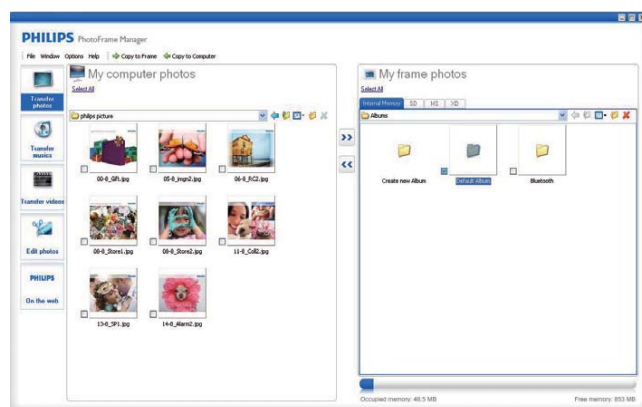 PHILIPS PhotoFrame Manager
File Window Options Help Copy to Frame Copy to Computer
Transfer photos
Transfer musics
Transfer videos
Edit photos
PHILIPS
On the web
My computer photos
Select All
philips picture
00-0_Gift.jpg
05-0_Impn2.jpg
06-0_FC2.jpg
08-0_Store1.jpg
08-0_Store2.jpg
11-0_Coll2.jpg
13-0_SP1.jpg
14-0_Alarm2.jpg
My frame photos
Select All
Internal Memory SD MS XD
Albums
Create new Album
Default Album
Bluetooth
Occupied memory: 48.5 MB
Free memory: 853 MB